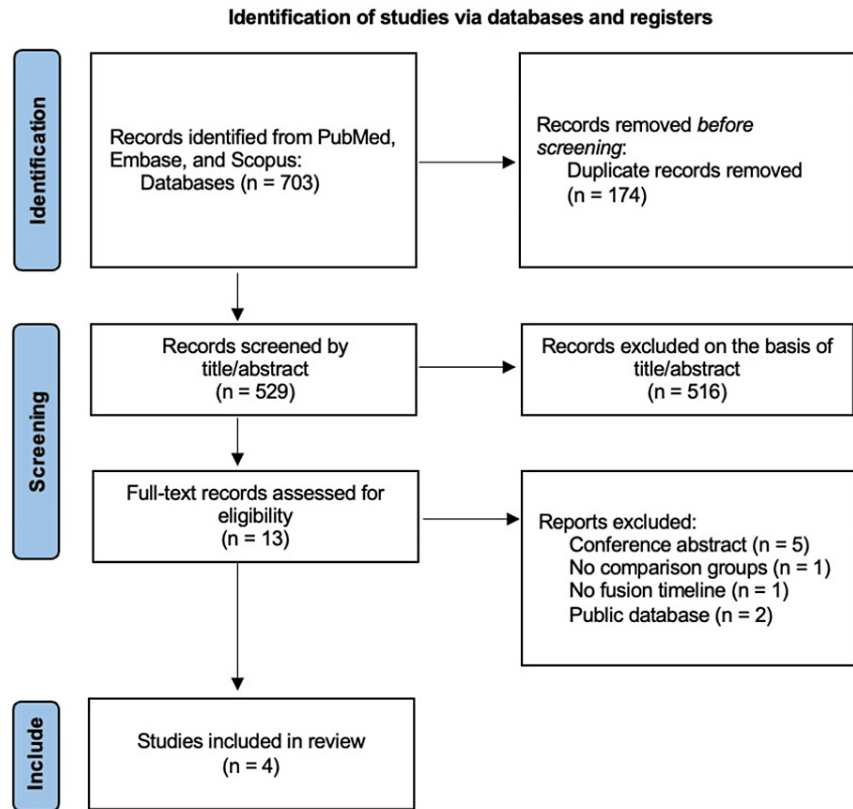 Identification of studies via databases and registers
Identification
Records identified from PubMed,
Embase, and Scopus:
Databases (n = 703)
Records removed before
screening:
Duplicate records removed
(n = 174)
Screening
Records screened by
title/abstract
(n = 529)
Records excluded on the basis of
title/abstract
(n = 516)
Full-text records assessed for
eligibility
(n = 13)
Reports excluded:
Conference abstract (n = 5)
No comparison groups (n = 1)
No fusion timeline (n = 1)
Public database (n = 2)
Include
Studies included in review
(n = 4)